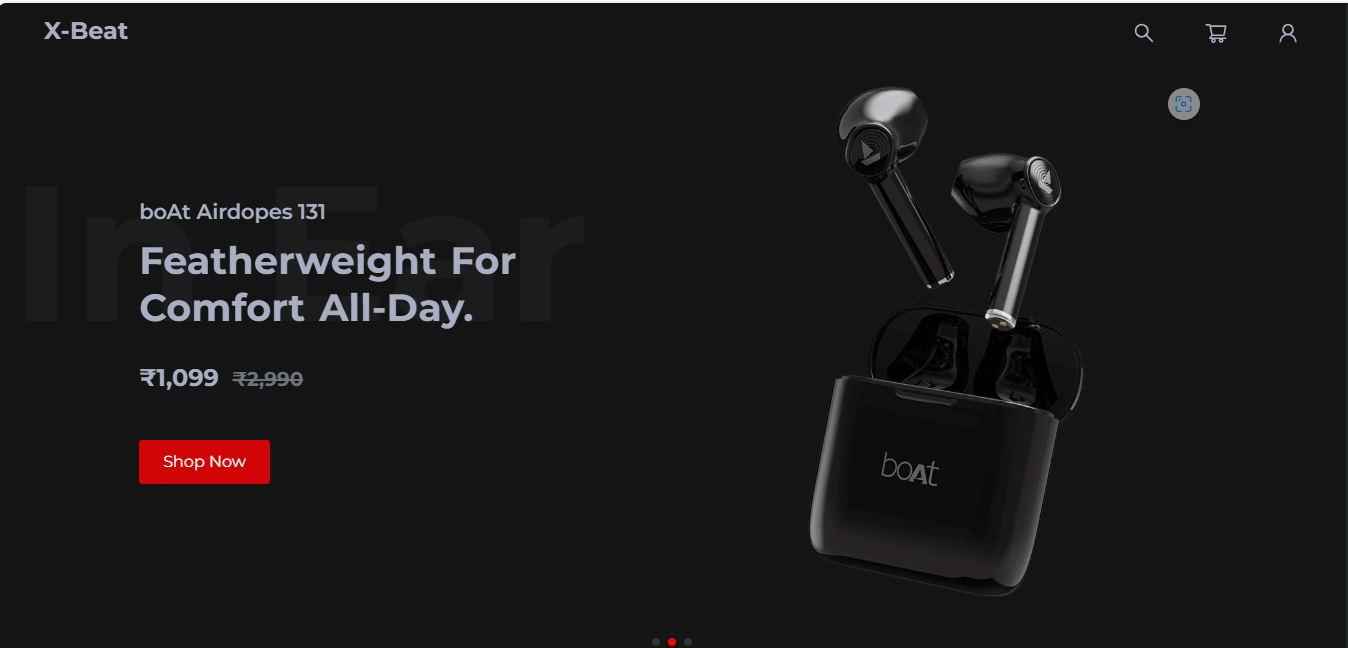 X-Beat
In Ear
boAt Airdopes 131
Featherweight For
Comfort All-Day.
₹1,099 ₹2,990
Shop Now
boAt